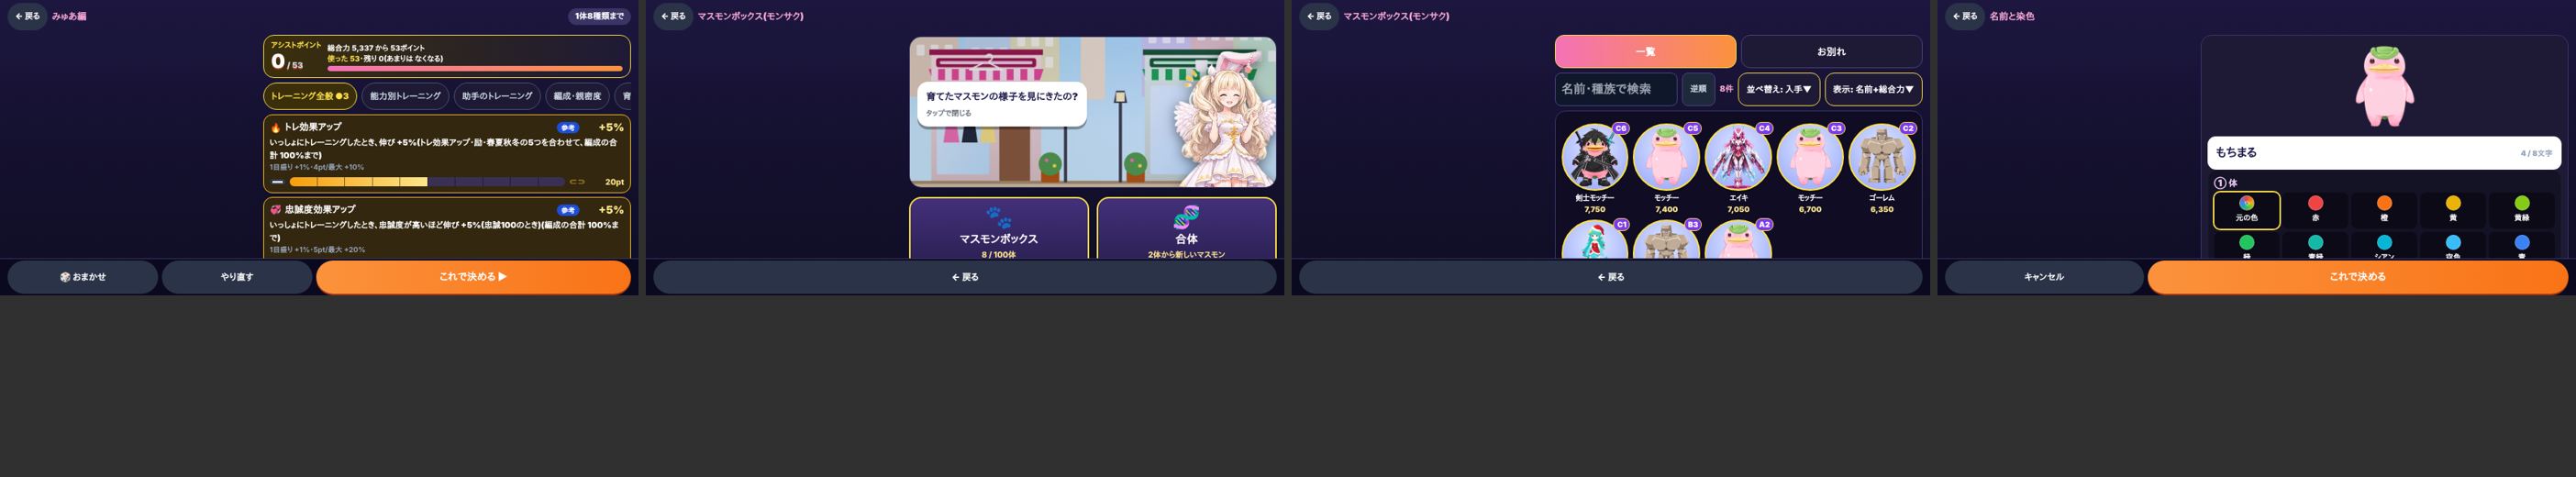 ← 戻る
みゅあ編
1体8種類まで
アシストポイント
0 / 53
総合力 5,337 から 53ポイント
使った 53・残り 0(あまりは なくなる)
トレーニング全般 ●3
能力別トレーニング
助手のトレーニング
編成・親密度
育
🔥 トレ効果アップ
参考
+5%
いっしょにトレーニングしたとき、伸び +5%(トレ効果アップ・励・春夏秋冬の5つを合わせて、編成の合
計 100%まで)
1目盛り +1%・4pt/最大 +10%
20pt
💞 忠誠度効果アップ
参考
+5%
いっしょにトレーニングしたとき、忠誠度が高いほど伸び +5%(忠誠100のとき)(編成の合計 100%ま
で)
1目盛り +1%・5pt/最大 +20%
🎲 おまかせ
やり直す
これで決める ▶
← 戻る
マスモンボックス(モンサク)
育てたマスモンの様子を見にきたの?
タップで閉じる
マスモンボックス
8 / 100体
合体
2体から新しいマスモン
← 戻る
← 戻る
マスモンボックス(モンサク)
一覧
お別れ
名前・種族で検索
逆順
8件
並べ替え: 入手▼
表示: 名前+総合力▼
C6
C5
C4
C3
C2
剣士モッチー
モッチー
エイキ
モッチー
ゴーレム
7,750
7,400
7,050
6,700
6,350
C1
B3
A2
← 戻る
← 戻る
名前と染色
もちまる
4 / 8文字
① 体
元の色
赤
橙
黄
黄緑
緑
青緑
シアン
空色
青
キャンセル
これで決める